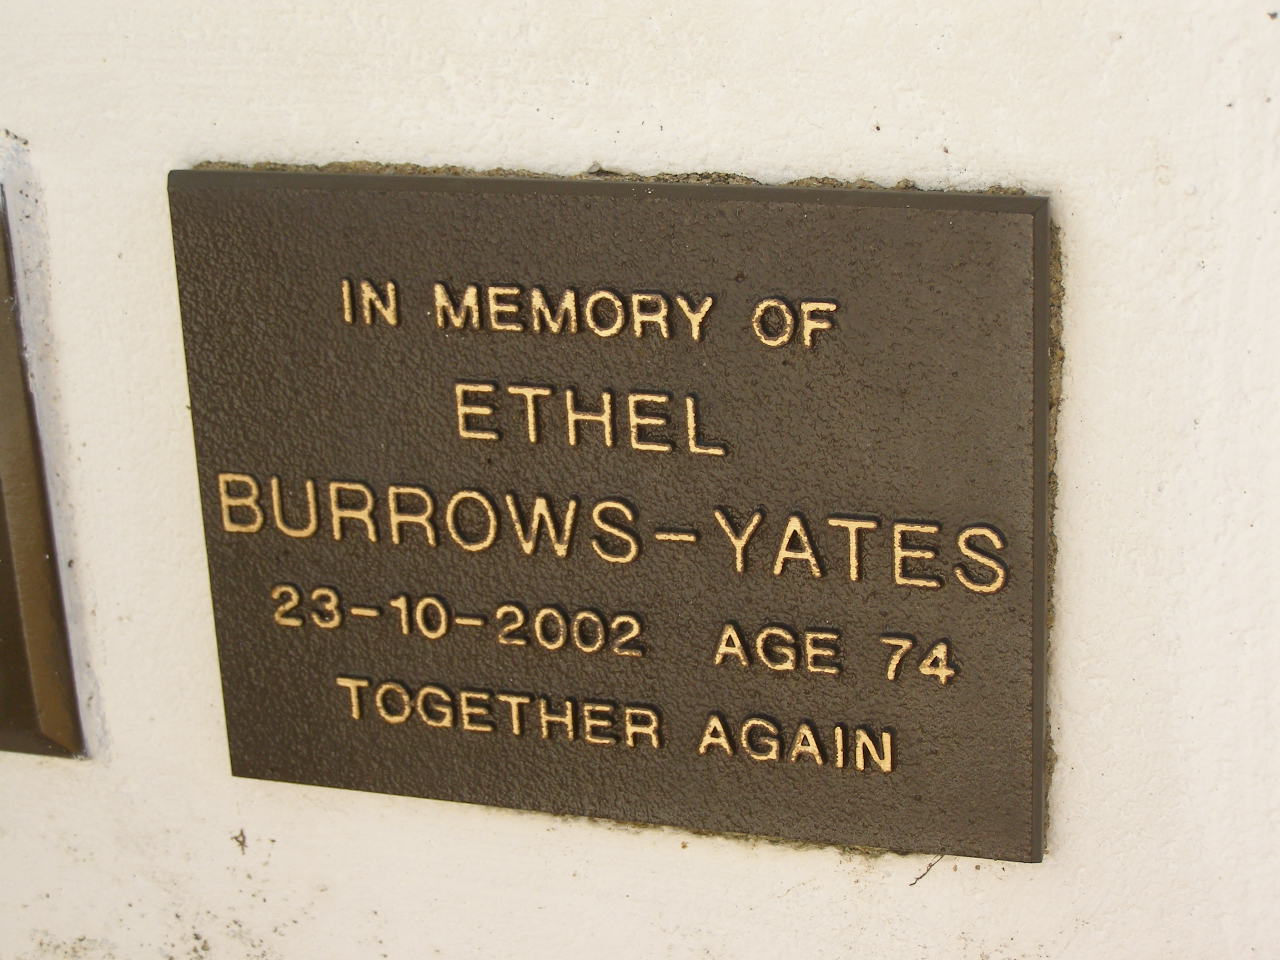 IN MEMORY OF
ETHEL
BURROWS-YATES
23-10-2002 AGE 74
TOGETHER AGAIN